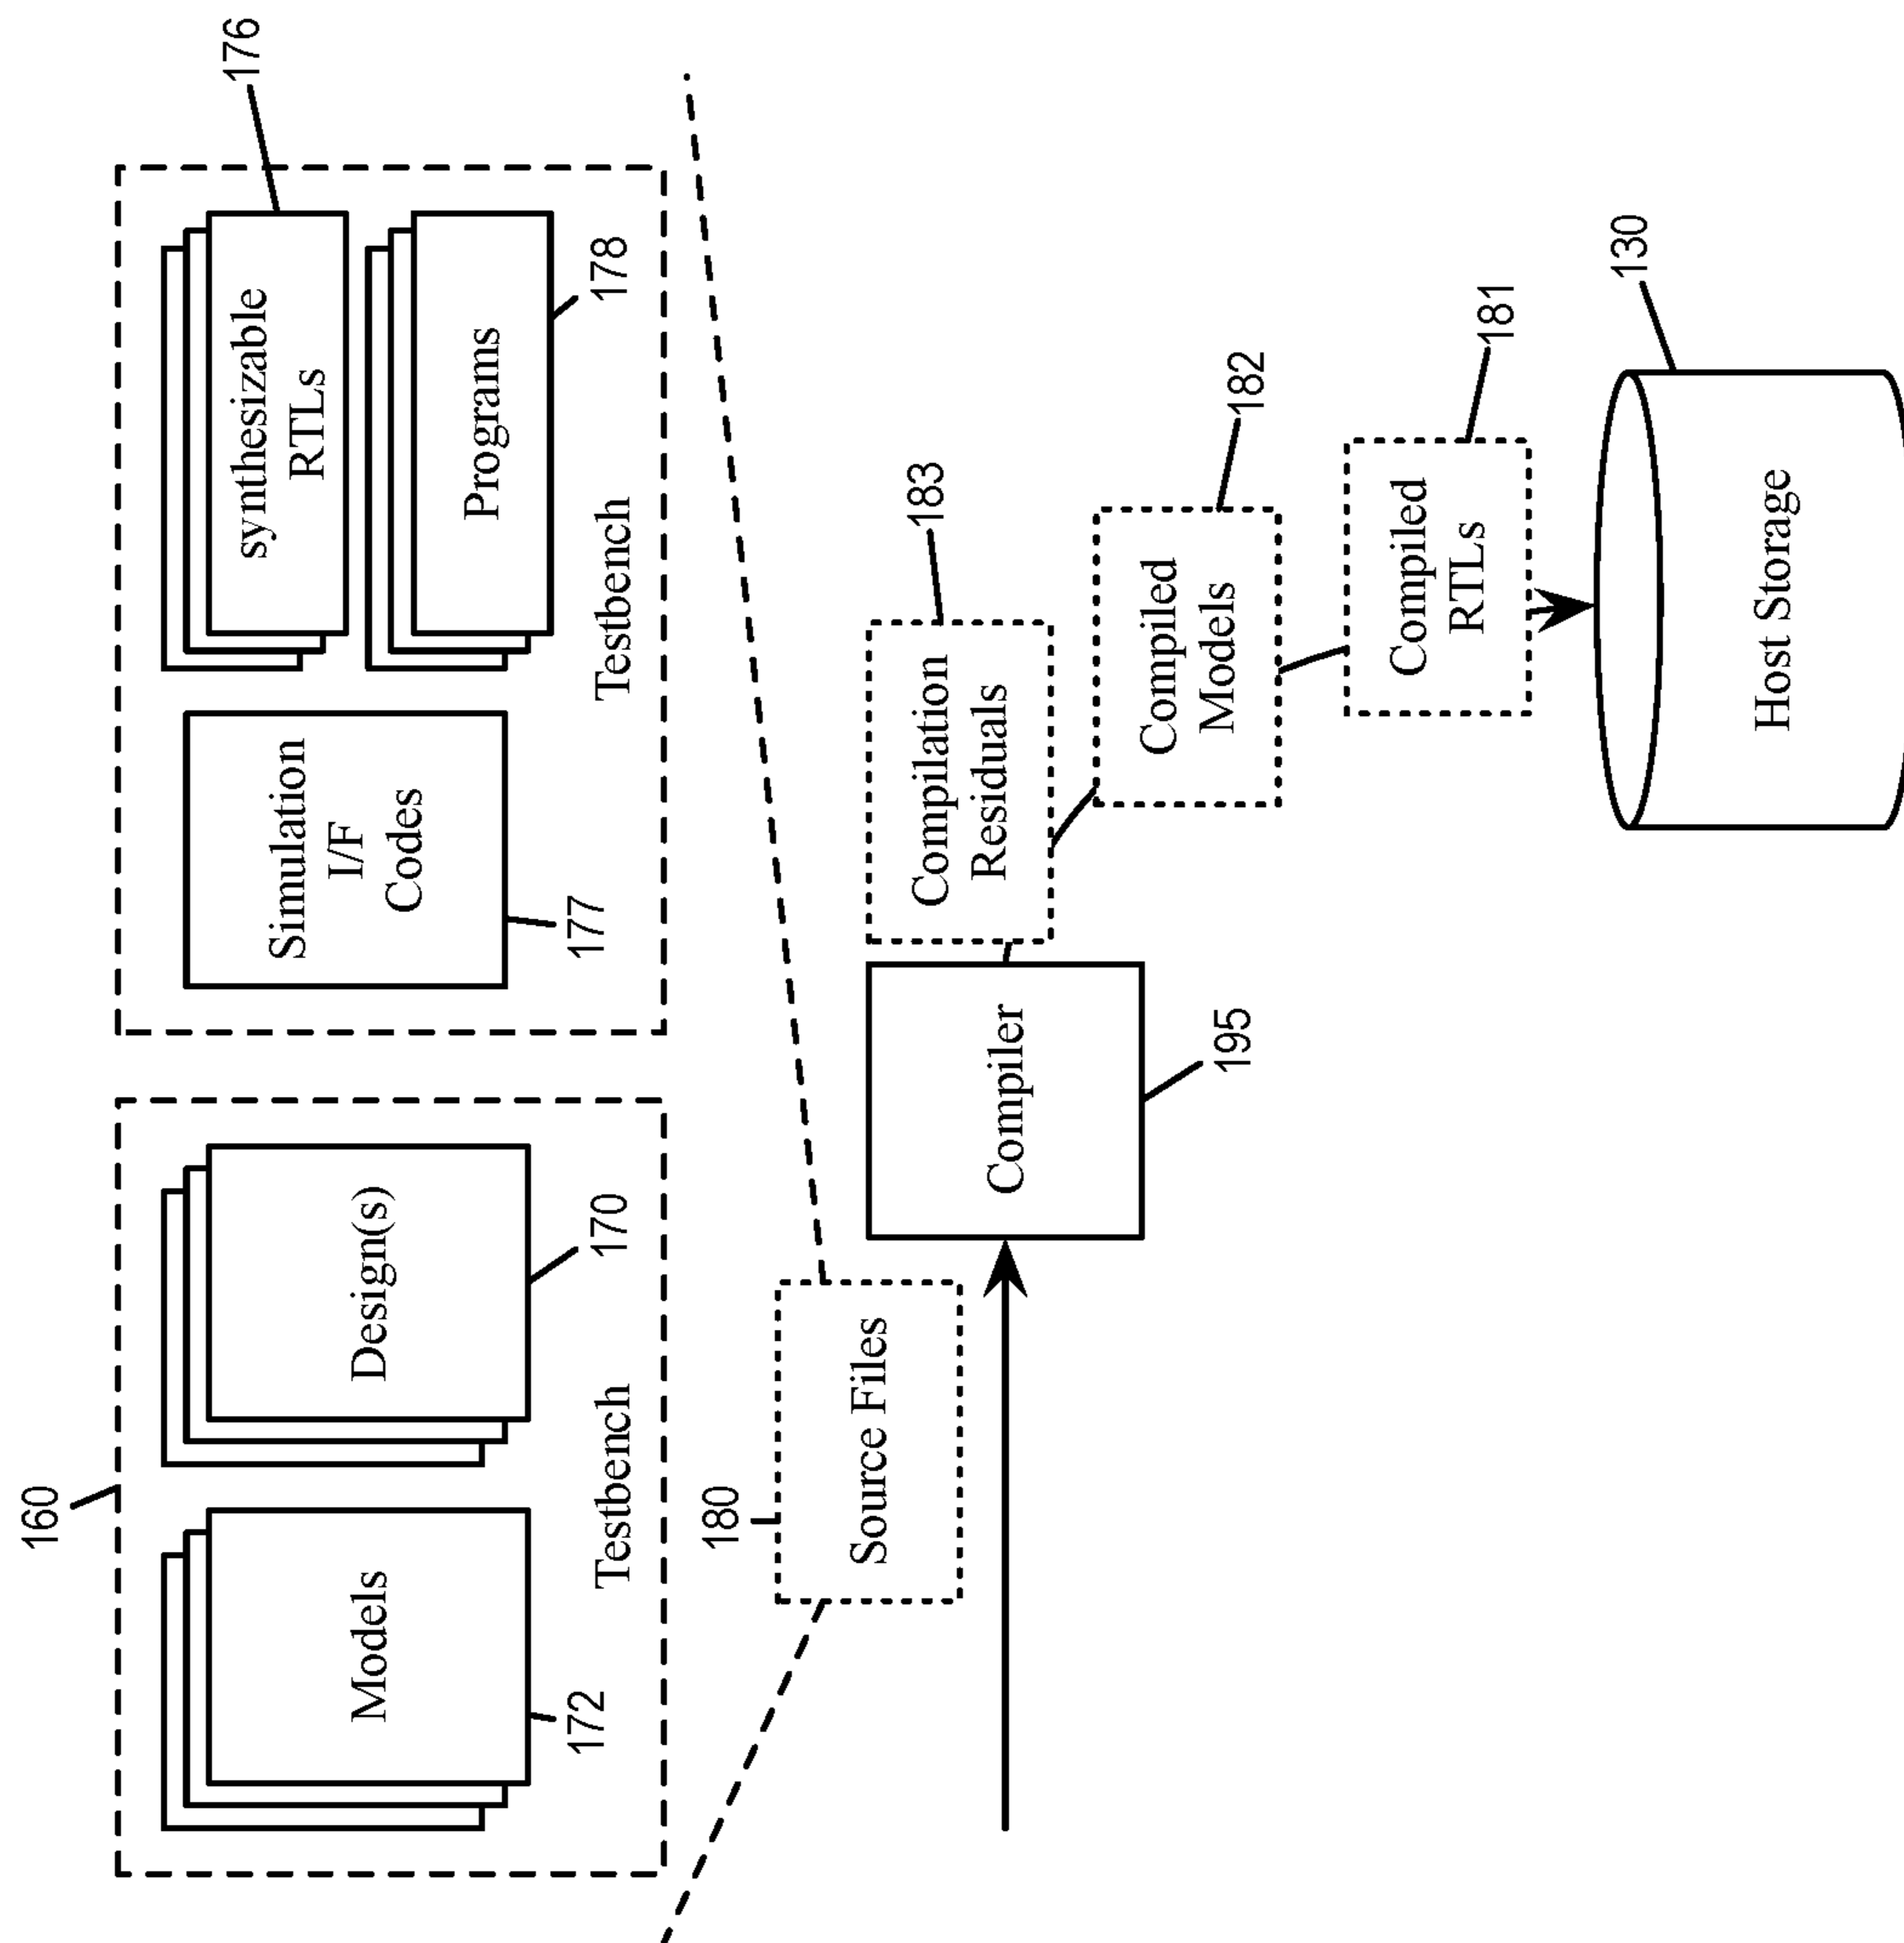 160
Models
172
Design(s)
170
Testbench
Simulation
I/F
Codes
177
synthesizable
RTLs
176
Programs
178
Testbench
180
Source Files
Compiler
195
Compilation
Residuals
183
Compiled
Models
182
Compiled
RTLs
181
Host Storage
130